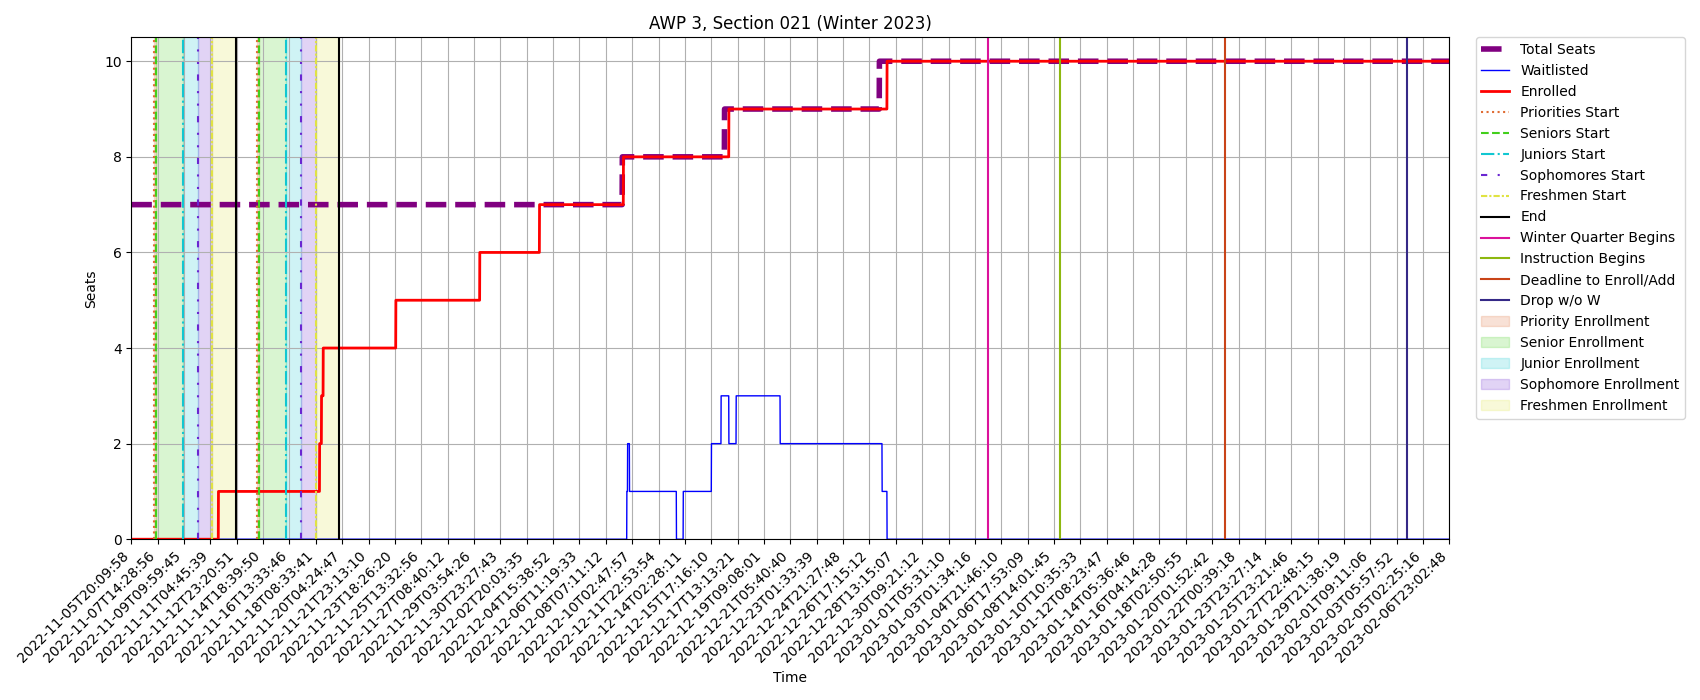 AWP 3, Section 021 (Winter 2023)
Seats
10
8
6
4
2
0
2022-11-05T20:09:58
2022-11-07T14:28:56
2022-11-09T09:59:45
2022-11-11T04:45:39
2022-11-12T23:20:51
2022-11-14T18:39:50
2022-11-16T13:33:46
2022-11-18T08:33:41
2022-11-20T04:24:47
2022-11-21T23:13:10
2022-11-23T18:26:20
2022-11-25T13:32:56
2022-11-27T08:40:12
2022-11-29T03:54:26
2022-11-30T23:27:43
2022-12-02T20:03:35
2022-12-04T15:38:52
2022-12-06T11:19:33
2022-12-08T07:11:12
2022-12-10T02:47:57
2022-12-11T22:53:54
2022-12-14T02:28:11
2022-12-15T17:16:10
2022-12-17T13:13:21
2022-12-19T09:08:01
2022-12-21T05:40:40
2022-12-23T01:33:39
2022-12-24T21:27:48
2022-12-26T17:15:12
2022-12-28T13:15:07
2022-12-30T09:21:12
2023-01-01T05:31:10
2023-01-03T01:34:16
2023-01-04T21:46:10
2023-01-06T17:53:09
2023-01-08T14:01:45
2023-01-10T10:35:33
2023-01-12T08:23:47
2023-01-14T05:36:46
2023-01-16T04:14:28
2023-01-18T02:50:55
2023-01-20T01:52:42
2023-01-22T00:39:18
2023-01-23T23:27:14
2023-01-25T23:21:46
2023-01-27T22:48:15
2023-01-29T21:38:19
2023-02-01T09:11:06
2023-02-03T05:57:52
2023-02-05T02:25:16
2023-02-06T23:02:48
Time
Total Seats
Waitlisted
Enrolled
Priorities Start
Seniors Start
Juniors Start
Sophomores Start
Freshmen Start
End
Winter Quarter Begins
Instruction Begins
Deadline to Enroll/Add
Drop w/o W
Priority Enrollment
Senior Enrollment
Junior Enrollment
Sophomore Enrollment
Freshmen Enrollment